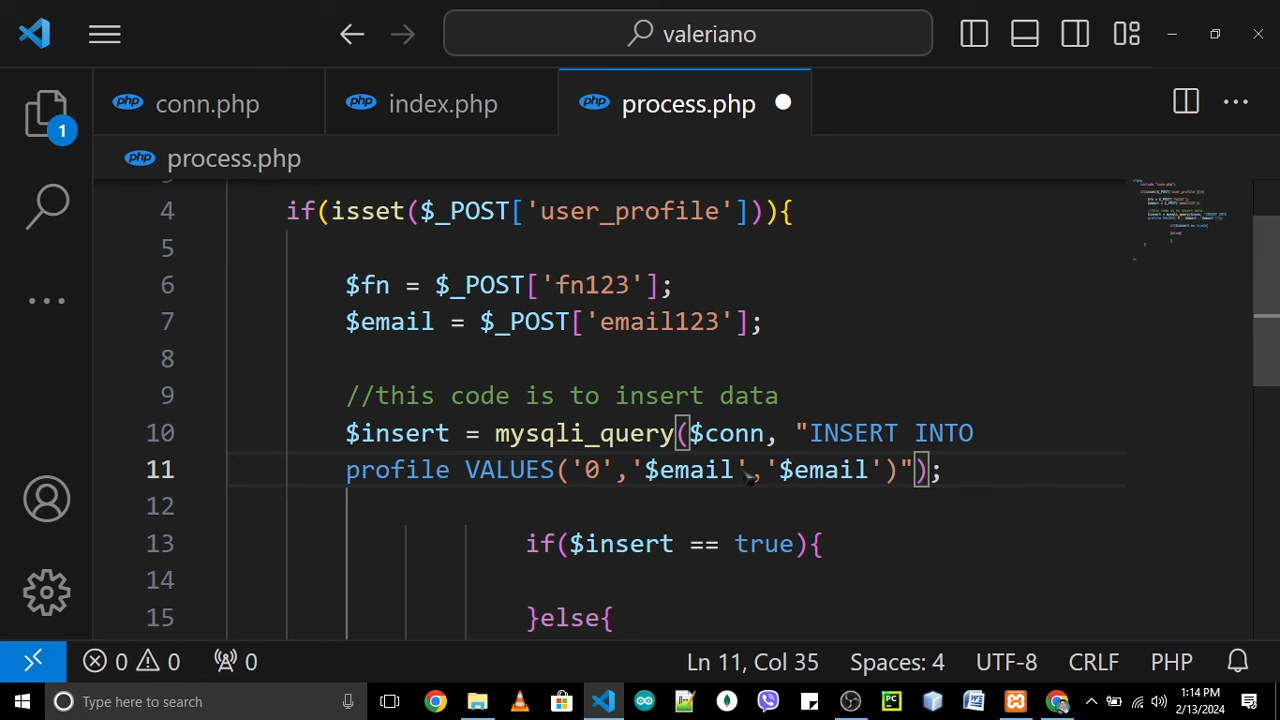 valeriano
conn.php
index.php
process.php
process.php
1
4 if(isset($_POST['user_profile'])){
5
6 $fn = $_POST['fn123'];
7 $email = $_POST['email123'];
8
9 //this code is to insert data
10 $insert = mysqli_query($conn, "INSERT INTO
11 profile VALUES('0','$email','$email')");
12
13 if($insert == true){
14
15 }else{
0 0 0
Ln 11, Col 35
Spaces: 4
UTF-8
CRLF
PHP
Type here to search
1:14 PM
2/13/2024